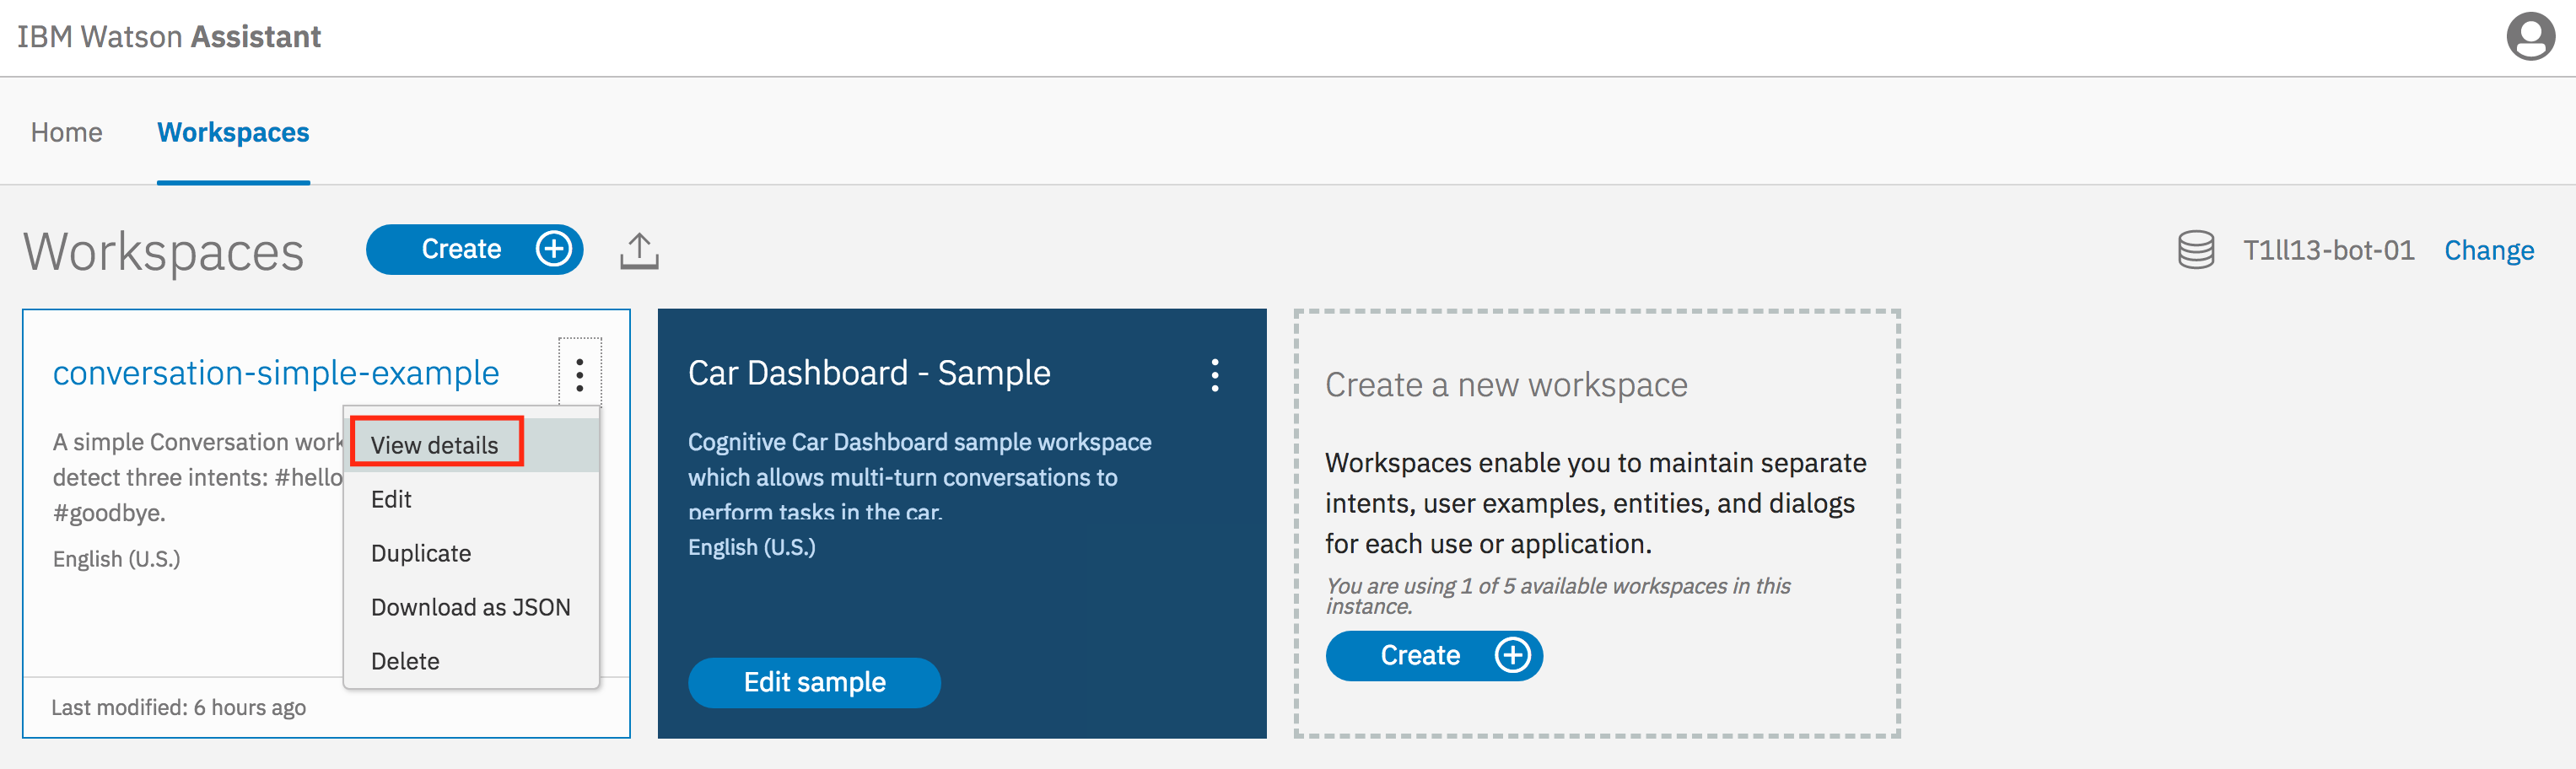 IBM Watson Assistant
Home
Workspaces
Workspaces
Create
T1ll13-bot-01
Change
conversation-simple-example
A simple Conversation work
detect three intents: #hello
#goodbye.
English (U.S.)
View details
Edit
Duplicate
Download as JSON
Delete
Last modified: 6 hours ago
Car Dashboard - Sample
Cognitive Car Dashboard sample workspace
which allows multi-turn conversations to
perform tasks in the car.
English (U.S.)
Edit sample
Create a new workspace
Workspaces enable you to maintain separate
intents, user examples, entities, and dialogs
for each use or application.
You are using 1 of 5 available workspaces in this
instance.
Create